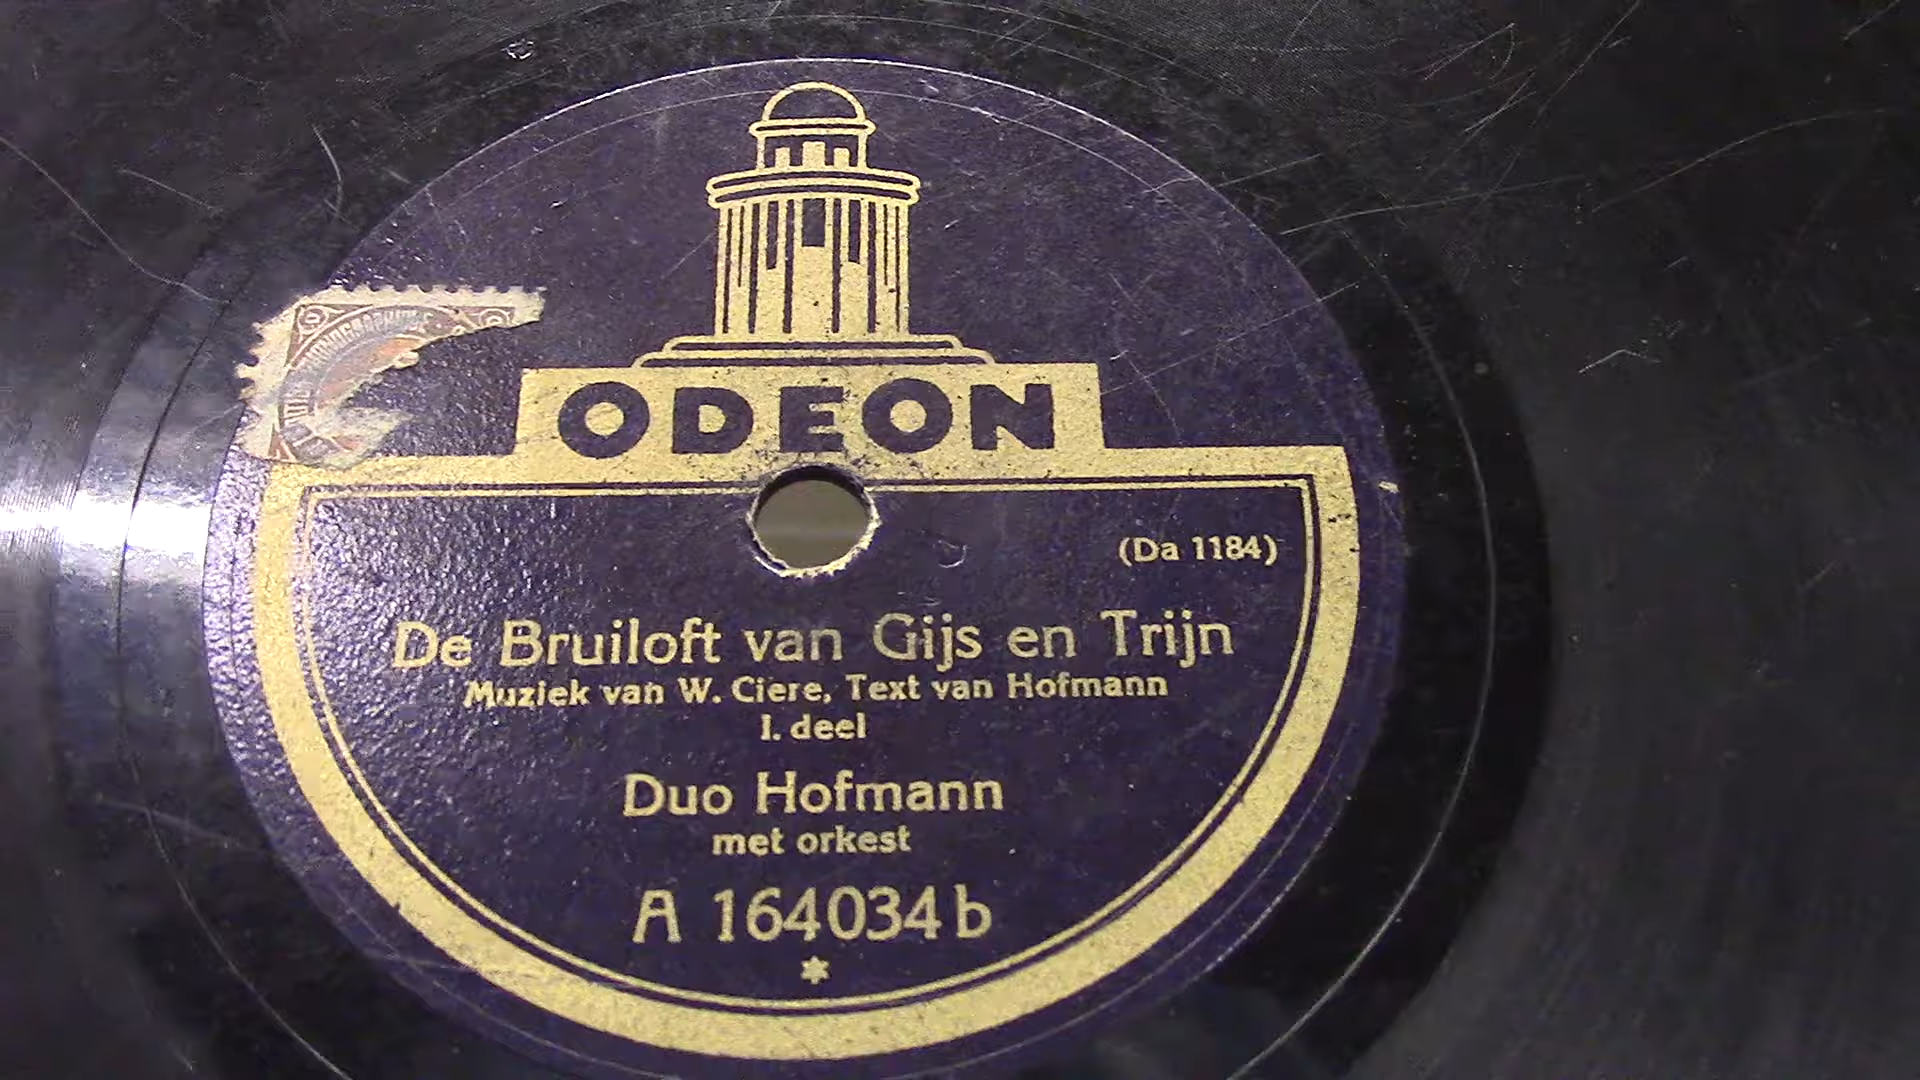 ODEON
(Da 1184)
De Bruiloft van Gijs en Trijn
Muziek van W. Ciere, Text van Hofmann
I. deel
Duo Hofmann
met orkest
A 164034 b